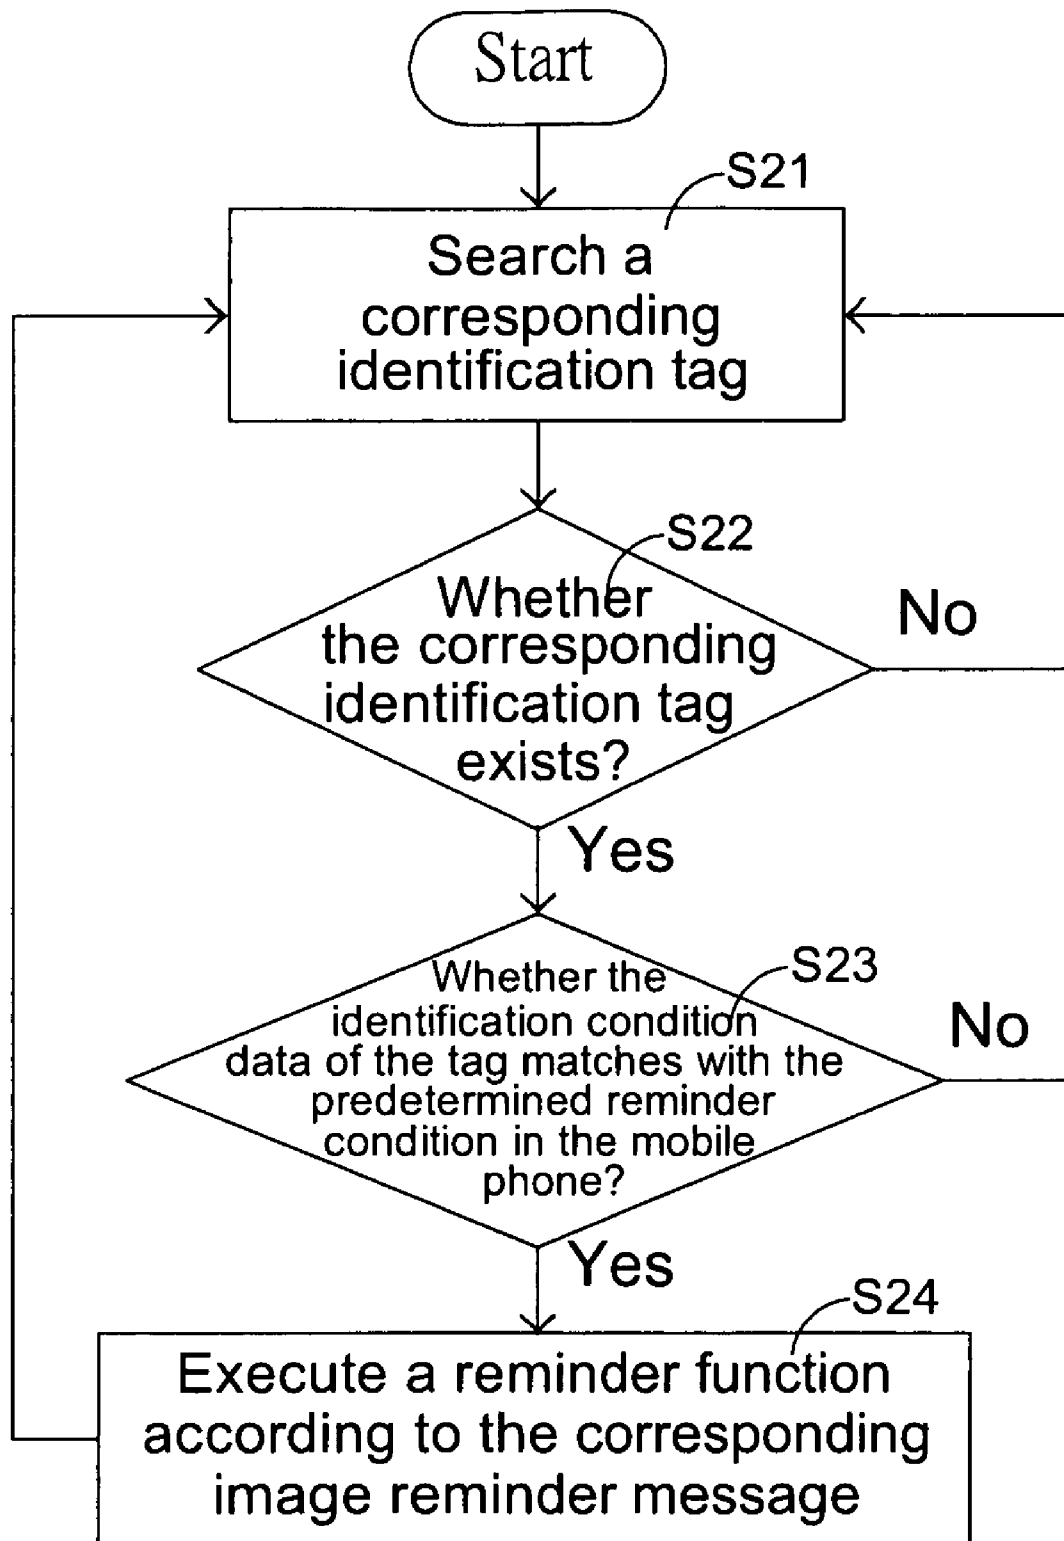 Start
S21
Search a
corresponding
identification tag
S22
Whether
the corresponding
identification tag
exists?
No
Yes
S23
Whether the
identification condition
data of the tag matches with the
predetermined reminder
condition in the mobile
phone?
No
Yes
S24
Execute a reminder function
according to the corresponding
image reminder message